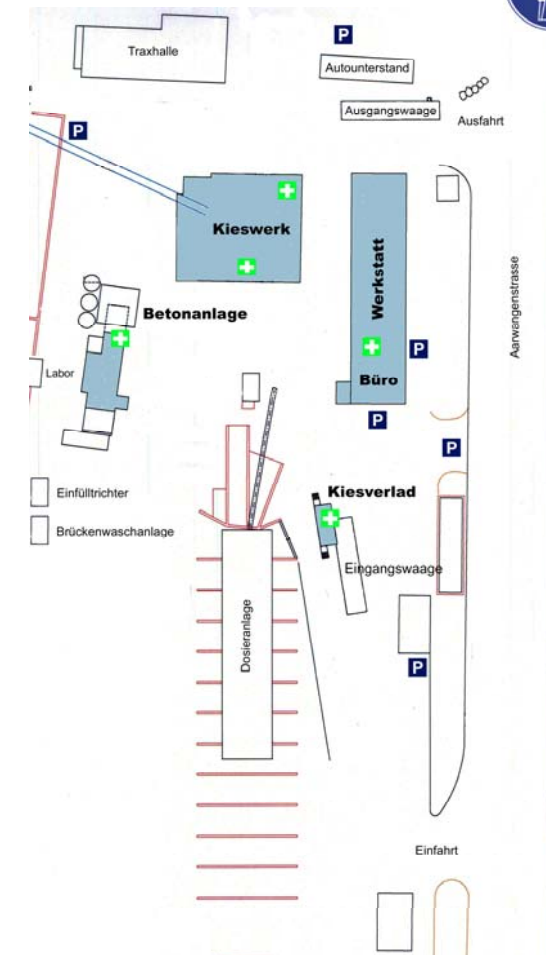 P
Traxhalle
Autounterstand
Ausgangswaage
Ausfahrt
P
Kieswerk
Werkstatt
Aarwangenstrasse
Betonanlage
P
Labor
Büro
P
P
Einfülltrichter
Kiesverlad
Brückenwaschanlage
Eingangswaage
Dosieranlage
P
Einfahrt